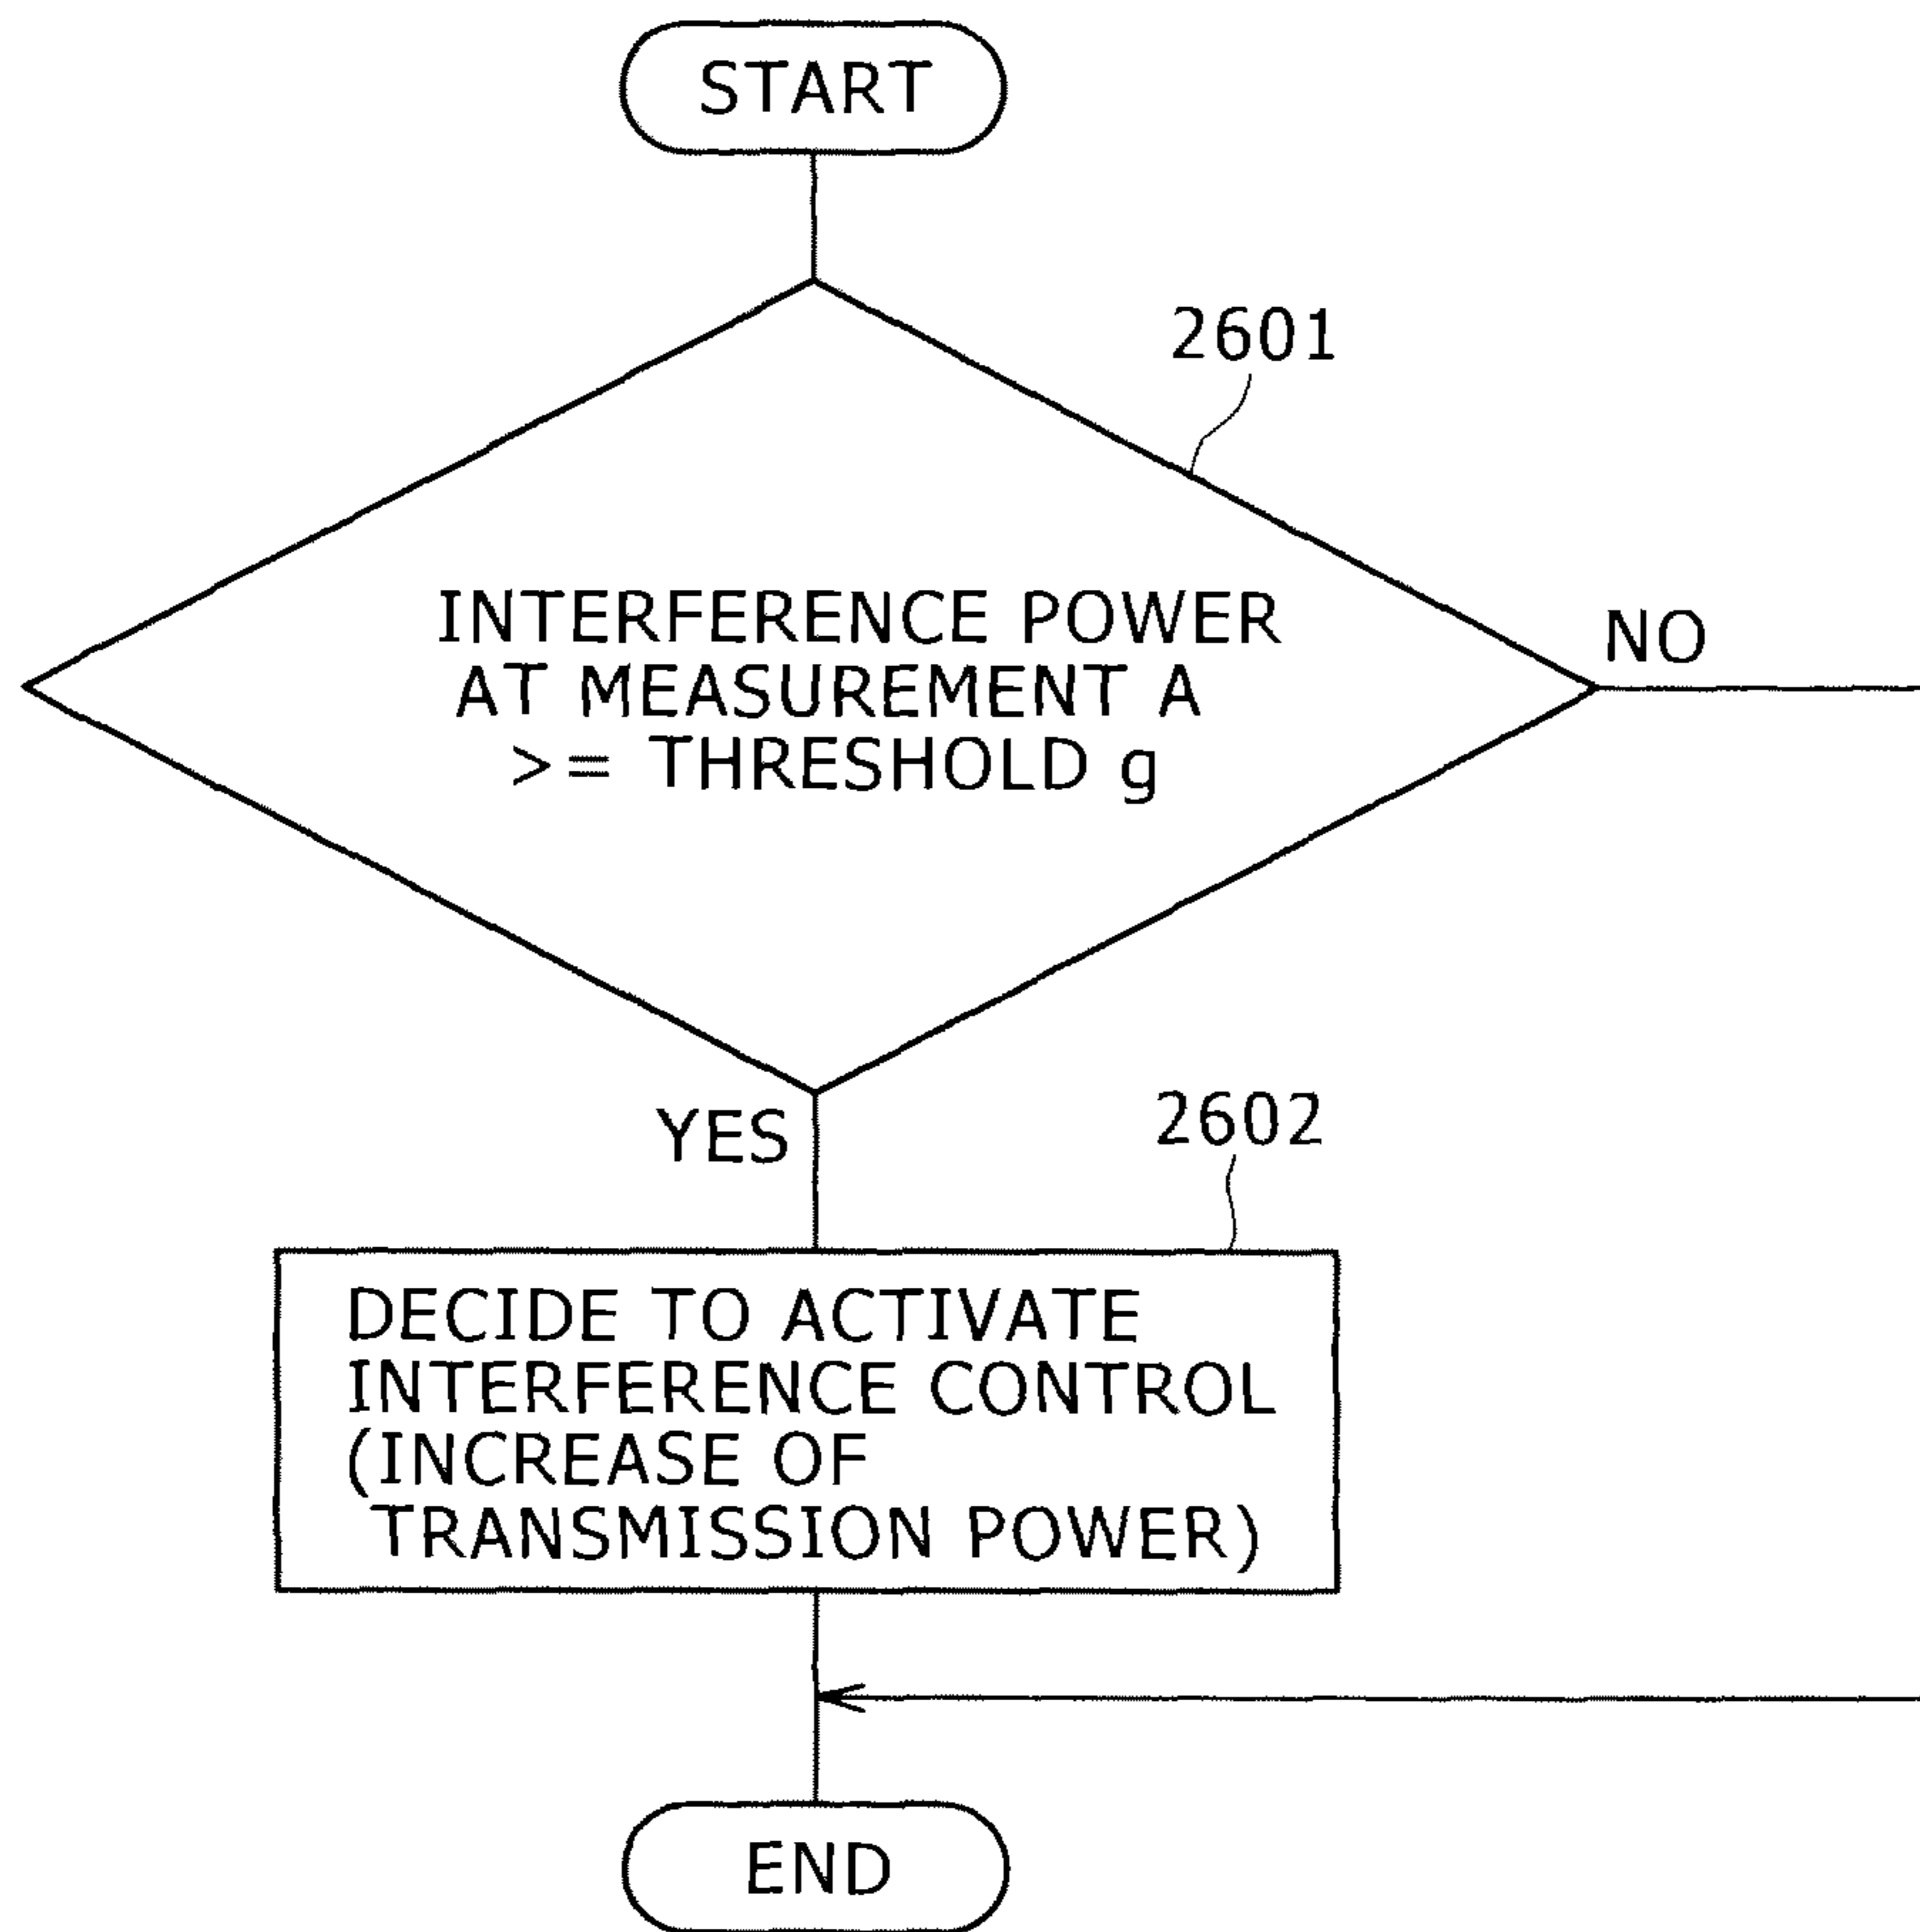 START
2601
INTERFERENCE POWER
AT MEASUREMENT A
>= THRESHOLD g
NO
YES
2602
DECIDE TO ACTIVATE
INTERFERENCE CONTROL
(INCREASE OF
TRANSMISSION POWER)
END